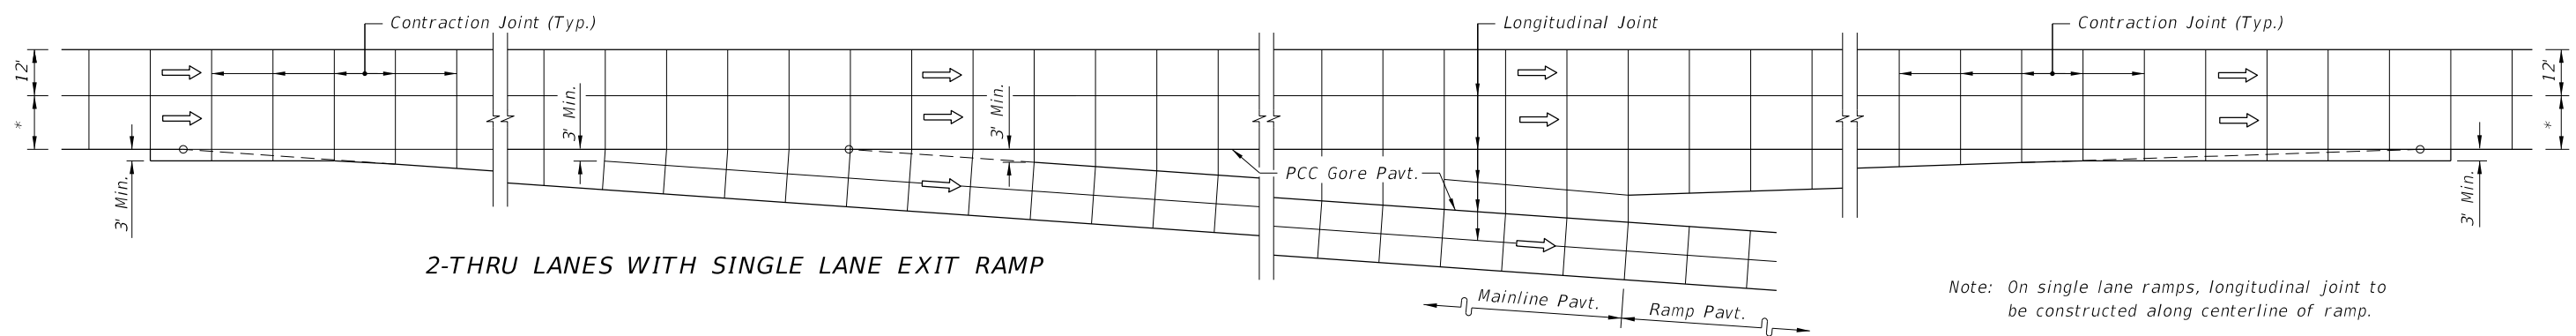 Contraction Joint (Typ.)
Longitudinal Joint
Contraction Joint (Typ.)
12'
*
3' Min.
3' Min.
3' Min.
PCC Gore Pavt.
12'
*
3' Min.
2-THRU LANES WITH SINGLE LANE EXIT RAMP
Mainline Pavt.
Ramp Pavt.
Note: On single lane ramps, longitudinal joint to
be constructed along centerline of ramp.